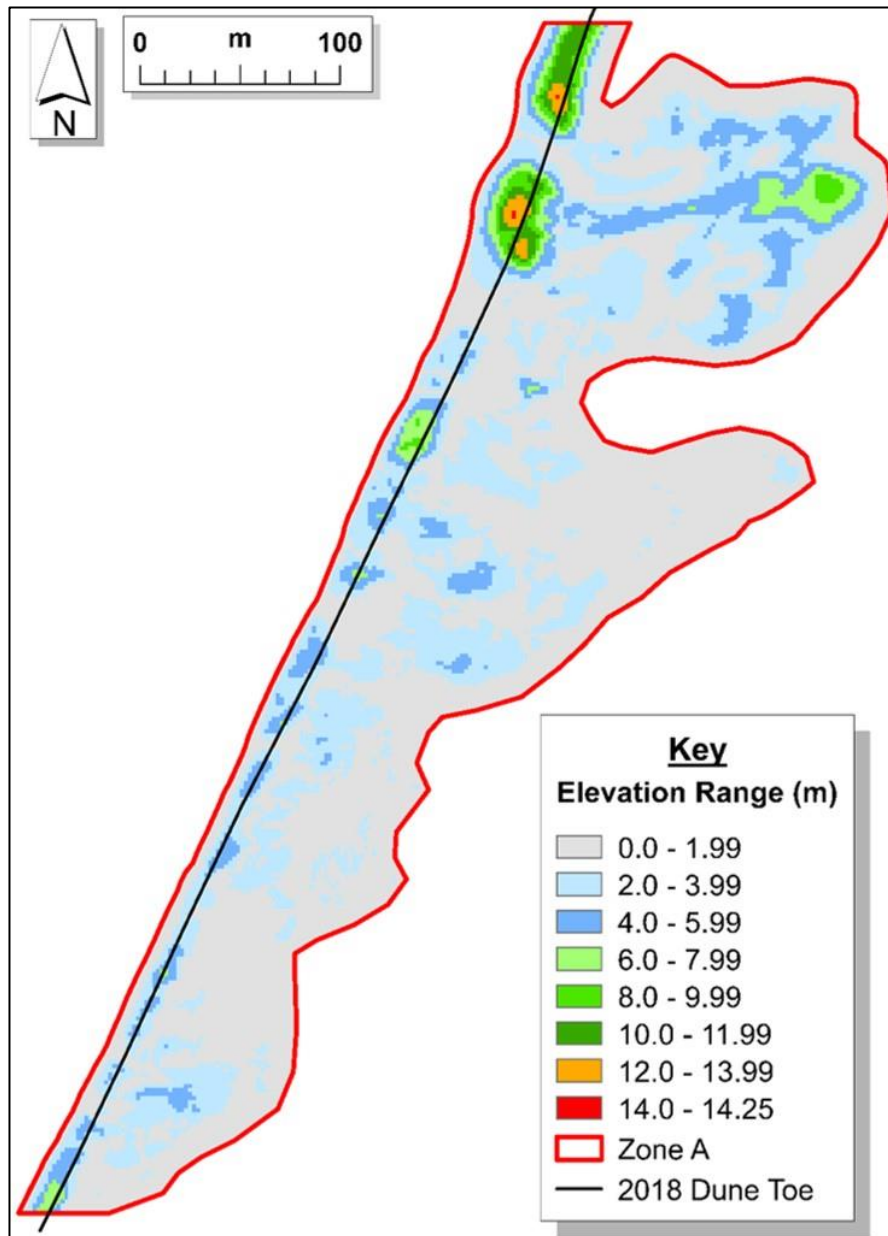 0 m 100
N
Key
Elevation Range (m)
0.0 - 1.99
2.0 - 3.99
4.0 - 5.99
6.0 - 7.99
8.0 - 9.99
10.0 - 11.99
12.0 - 13.99
14.0 - 14.25
Zone A
2018 Dune Toe